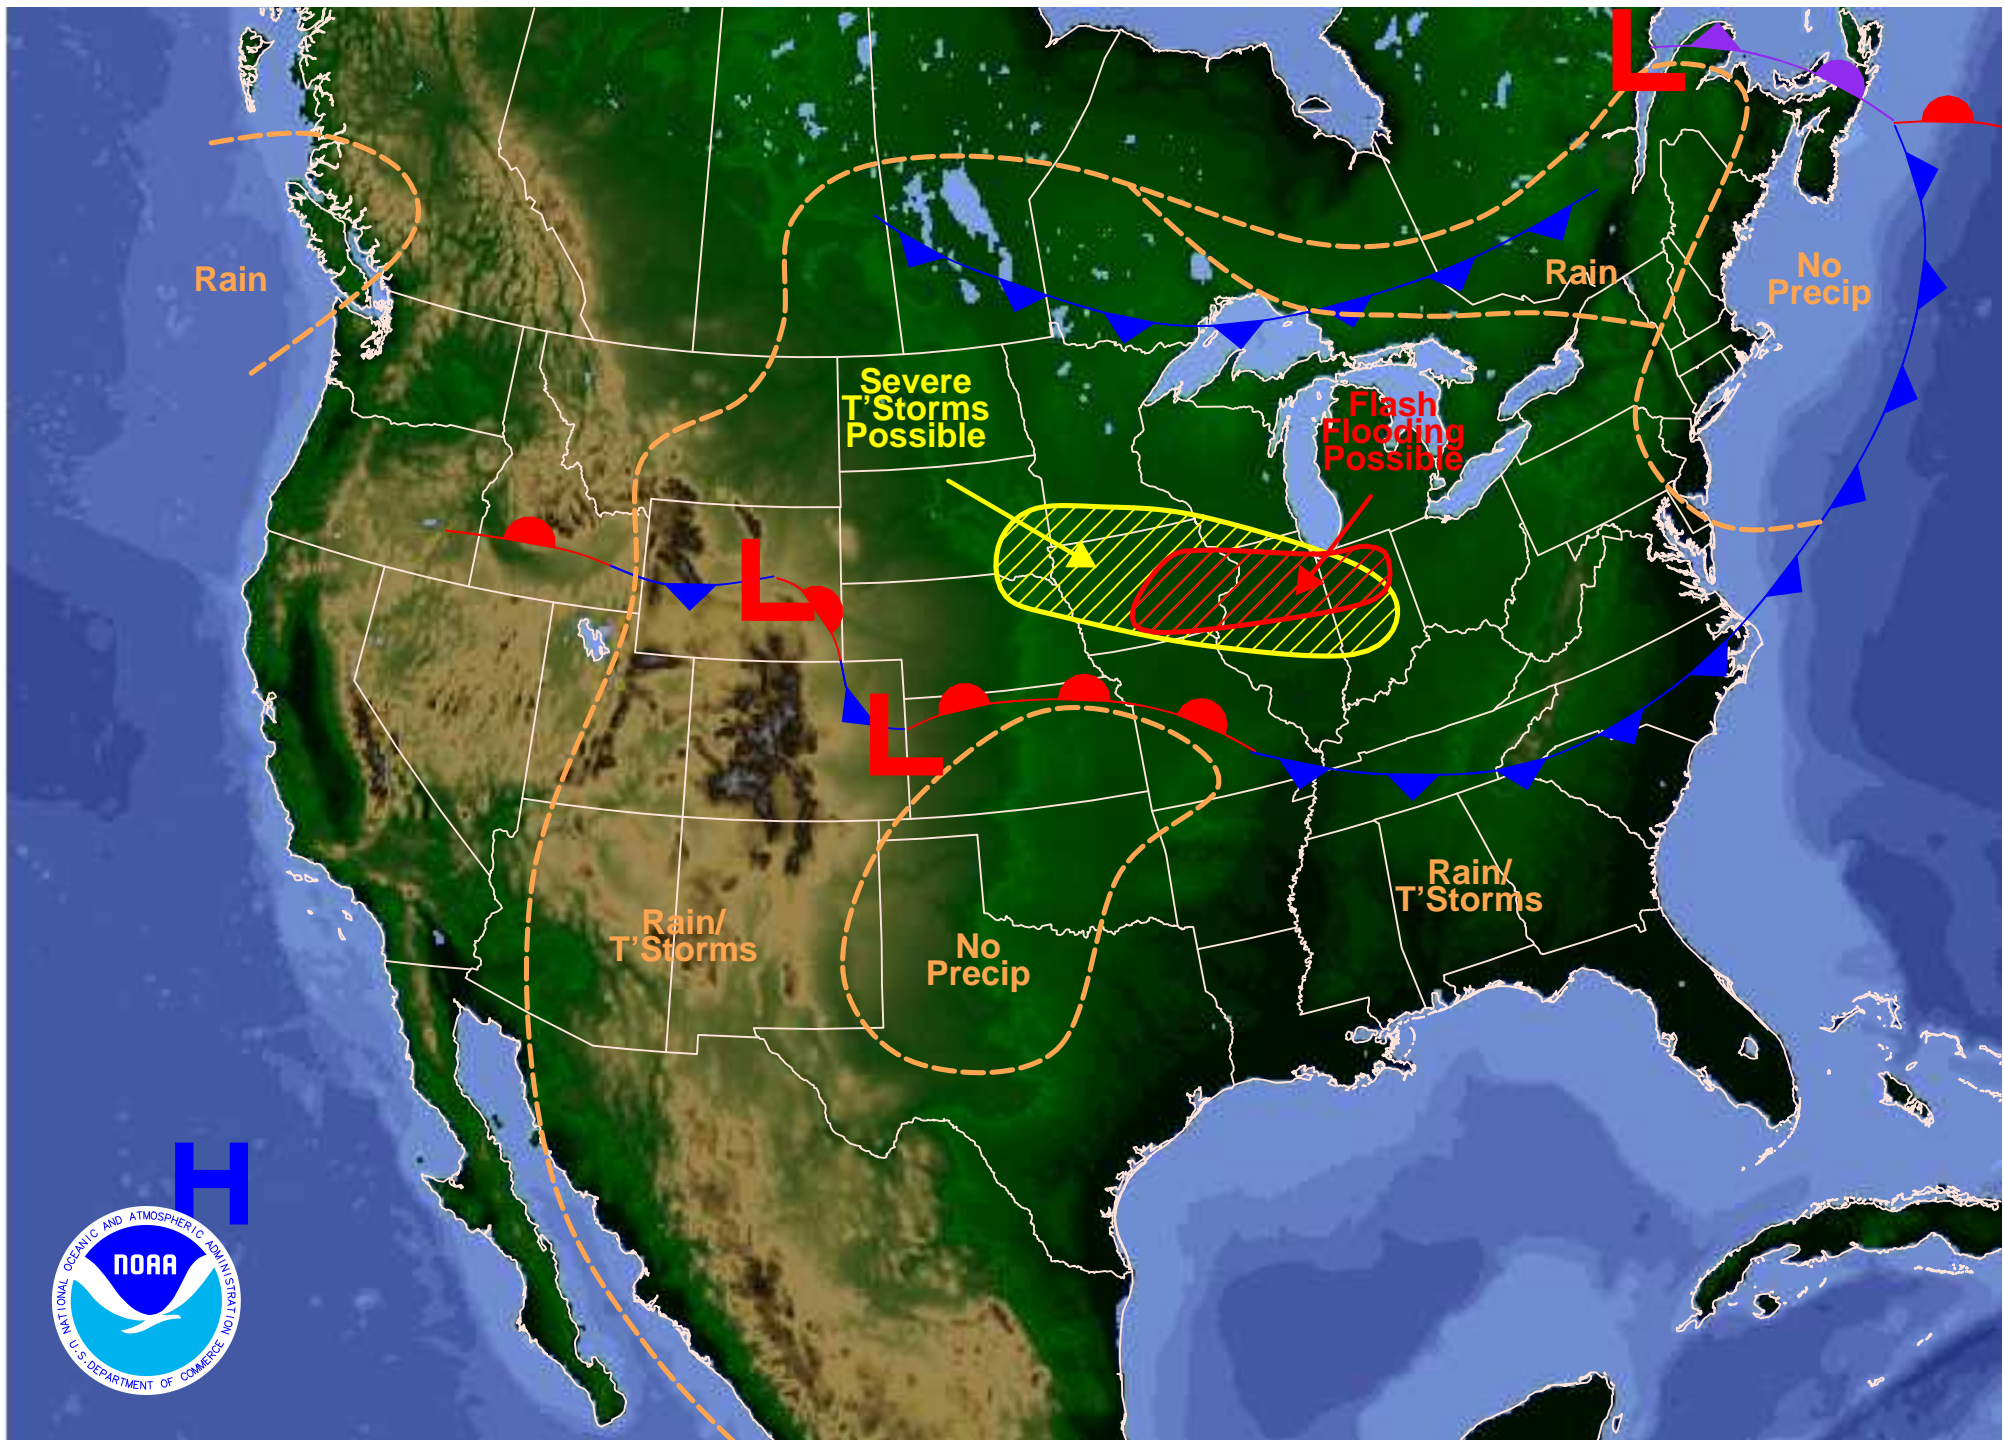 L
Rain
Rain
No
Precip
Severe
T'Storms
Possible
Flash
Flooding
Possible
L
L
Rain/
T'Storms
Rain/
T'Storms
No
Precip
H
NATIONAL OCEANIC AND ATMOSPHERIC ADMINISTRATION
NOAA
U.S. DEPARTMENT OF COMMERCE